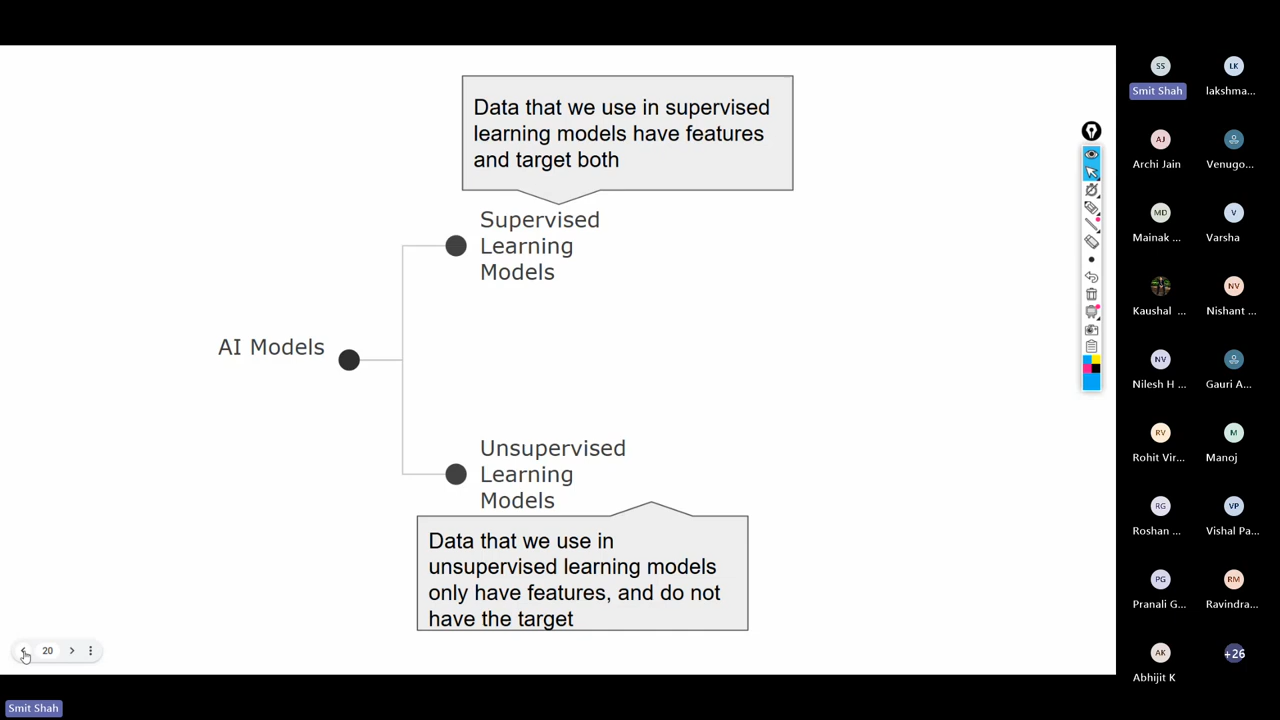 Data that we use in supervised
learning models have features
and target both
Supervised
Learning
Models
AI Models
Unsupervised
Learning
Models
Data that we use in
unsupervised learning models
only have features, and do not
have the target
20
Smit Shah
SS
Smit Shah
LK
lakshma...
AJ
Archi Jain
Venugo...
MD
Mainak ...
V
Varsha
Kaushal ...
NV
Nishant ...
NV
Nilesh H ...
Gauri A...
RV
Rohit Vir...
M
Manoj
RG
Roshan ...
VP
Vishal Pa...
PG
Pranali G...
RM
Ravindra...
AK
Abhijit K
+26